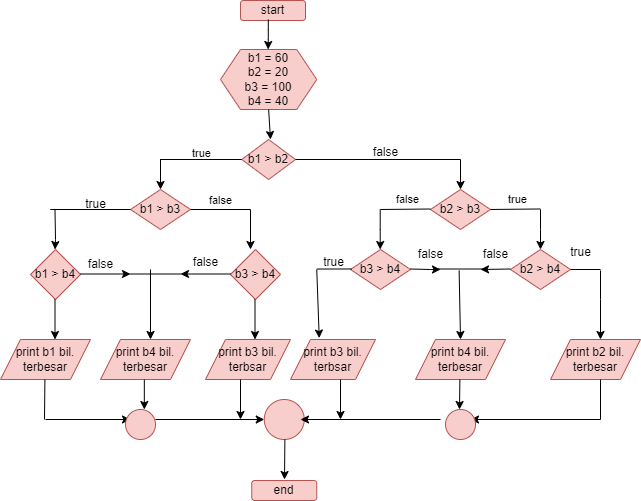 start
b1 = 60
b2 = 20
b3 = 100
b4 = 40
b1 > b2
true
false
b1 > b3
true
false
b2 > b3
false
true
b1 > b4
false
b3 > b4
false
b3 > b4
true
false
b2 > b4
false
true
print b1 bil.
terbesar
print b4 bil.
terbesar
print b3 bil.
terbsar
print b3 bil.
terbsar
print b4 bil.
terbesar
print b2 bil.
terbesar
end